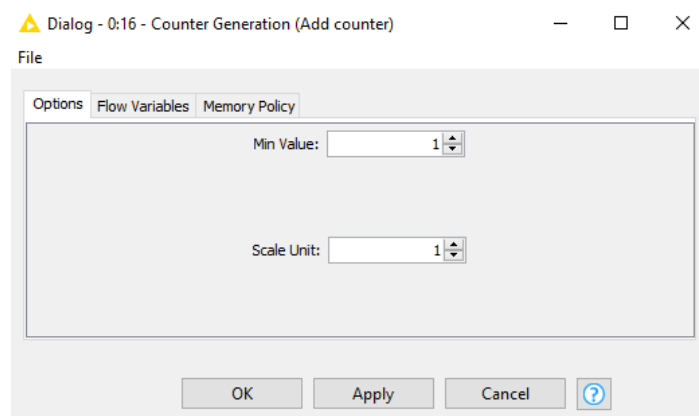 Dialog - 0:16 - Counter Generation (Add counter)
File
Options Flow Variables Memory Policy
Min Value: 1
Scale Unit: 1
OK Apply Cancel ?